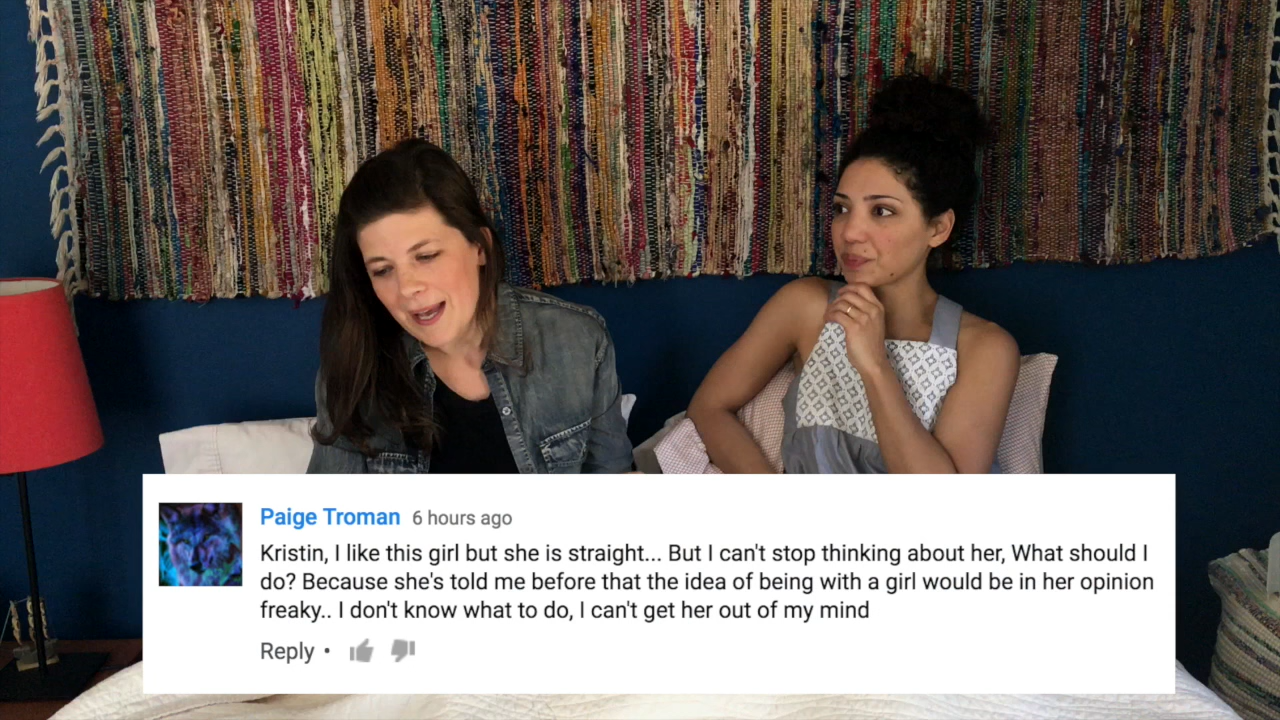 Paige Troman 6 hours ago
Kristin, I like this girl but she is straight... But I can't stop thinking about her, What should I
do? Because she's told me before that the idea of being with a girl would be in her opinion
freaky.. I don't know what to do, I can't get her out of my mind
Reply •